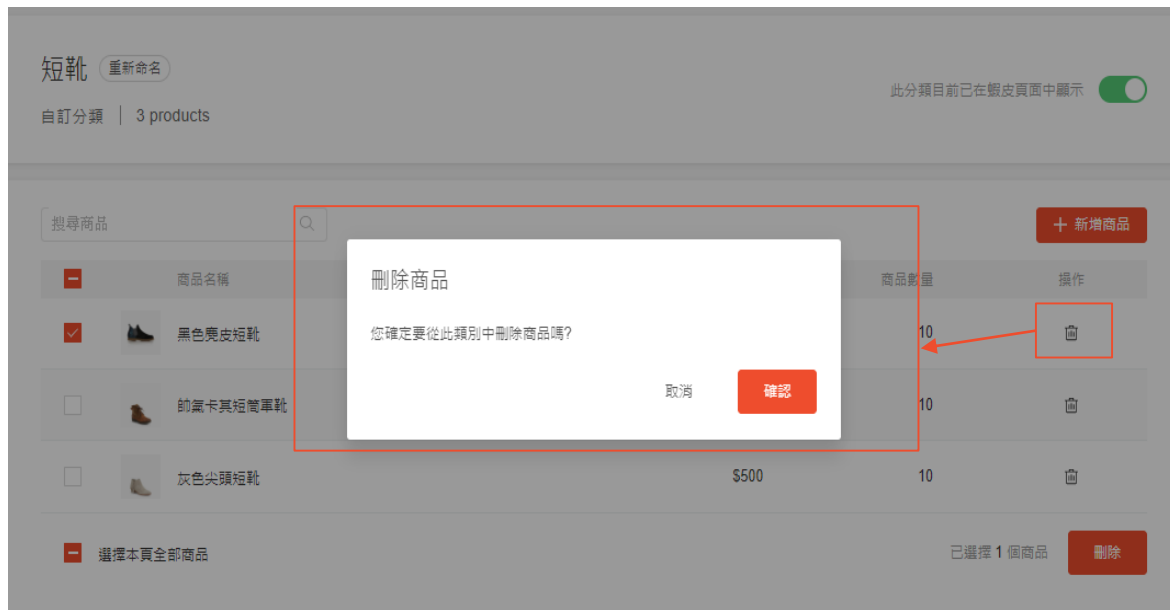 短靴 重新命名
此分類目前已在蝦皮頁面中顯示
自訂分類 3 products
搜尋商品
新增商品
商品名稱 商品數量 操作
刪除商品
您確定要從此類別中刪除商品嗎?
取消 確認
黑色麂皮短靴 10
帥氣卡其短筒軍靴 10
灰色尖頭短靴 $500 10
選擇本頁全部商品 已選擇 1 個商品 刪除